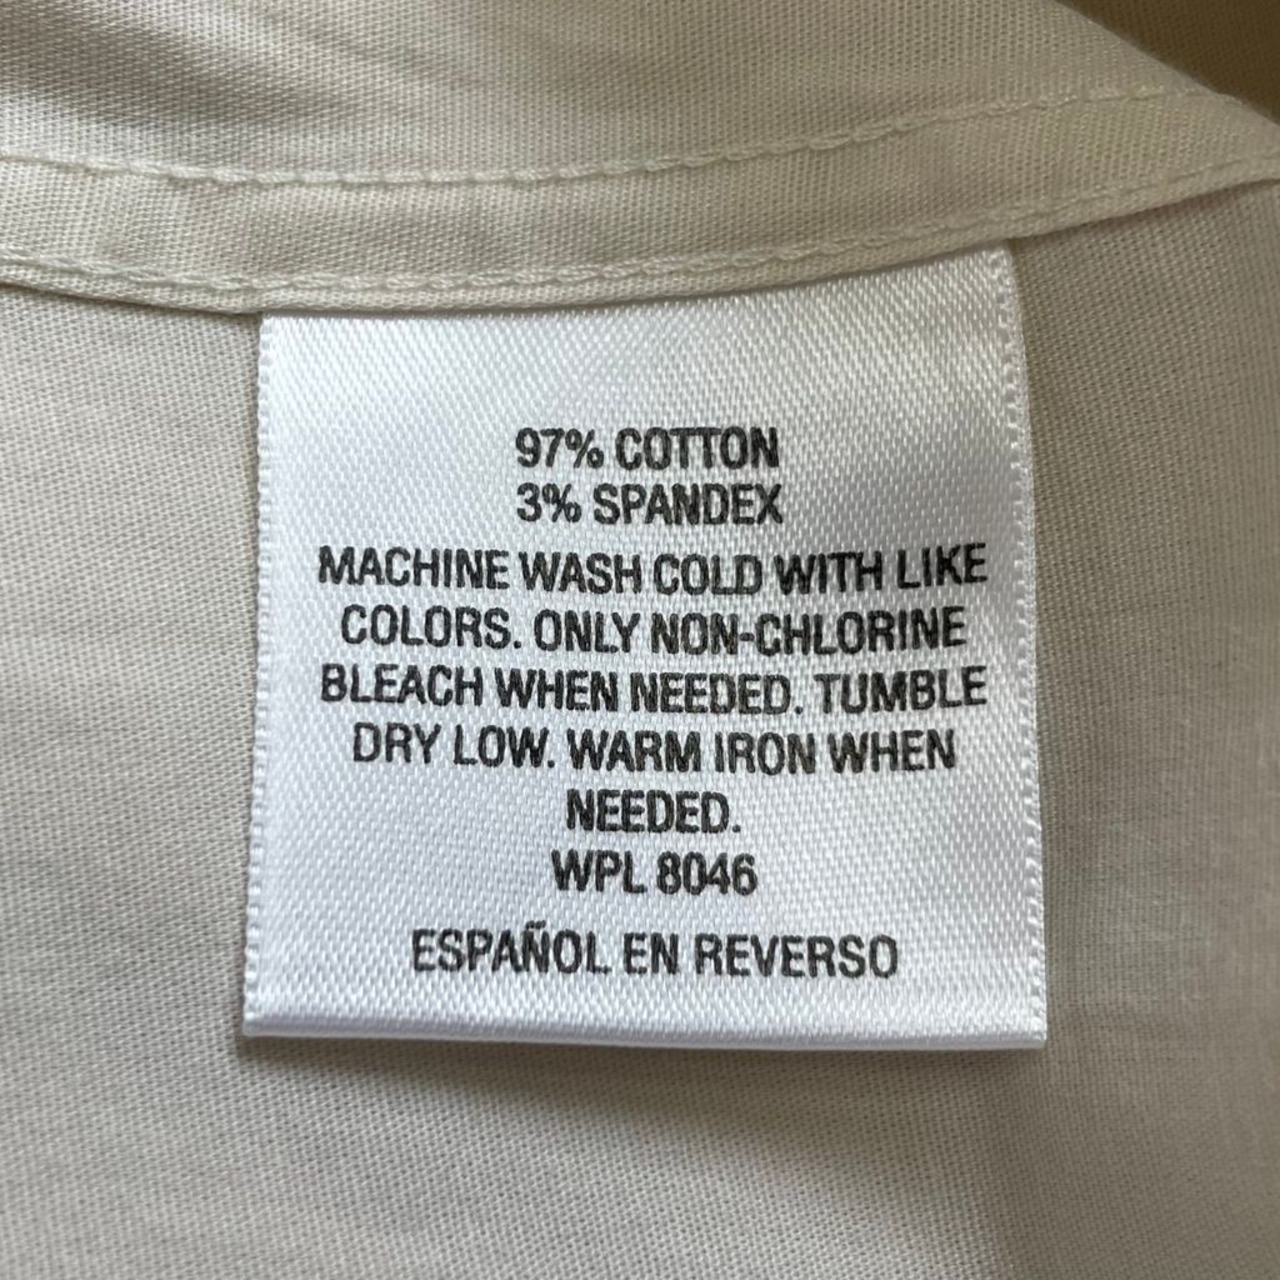 97% COTTON
3% SPANDEX
MACHINE WASH COLD WITH LIKE
COLORS. ONLY NON-CHLORINE
BLEACH WHEN NEEDED. TUMBLE
DRY LOW. WARM IRON WHEN
NEEDED.
WPL 8046
ESPAÑOL EN REVERSO